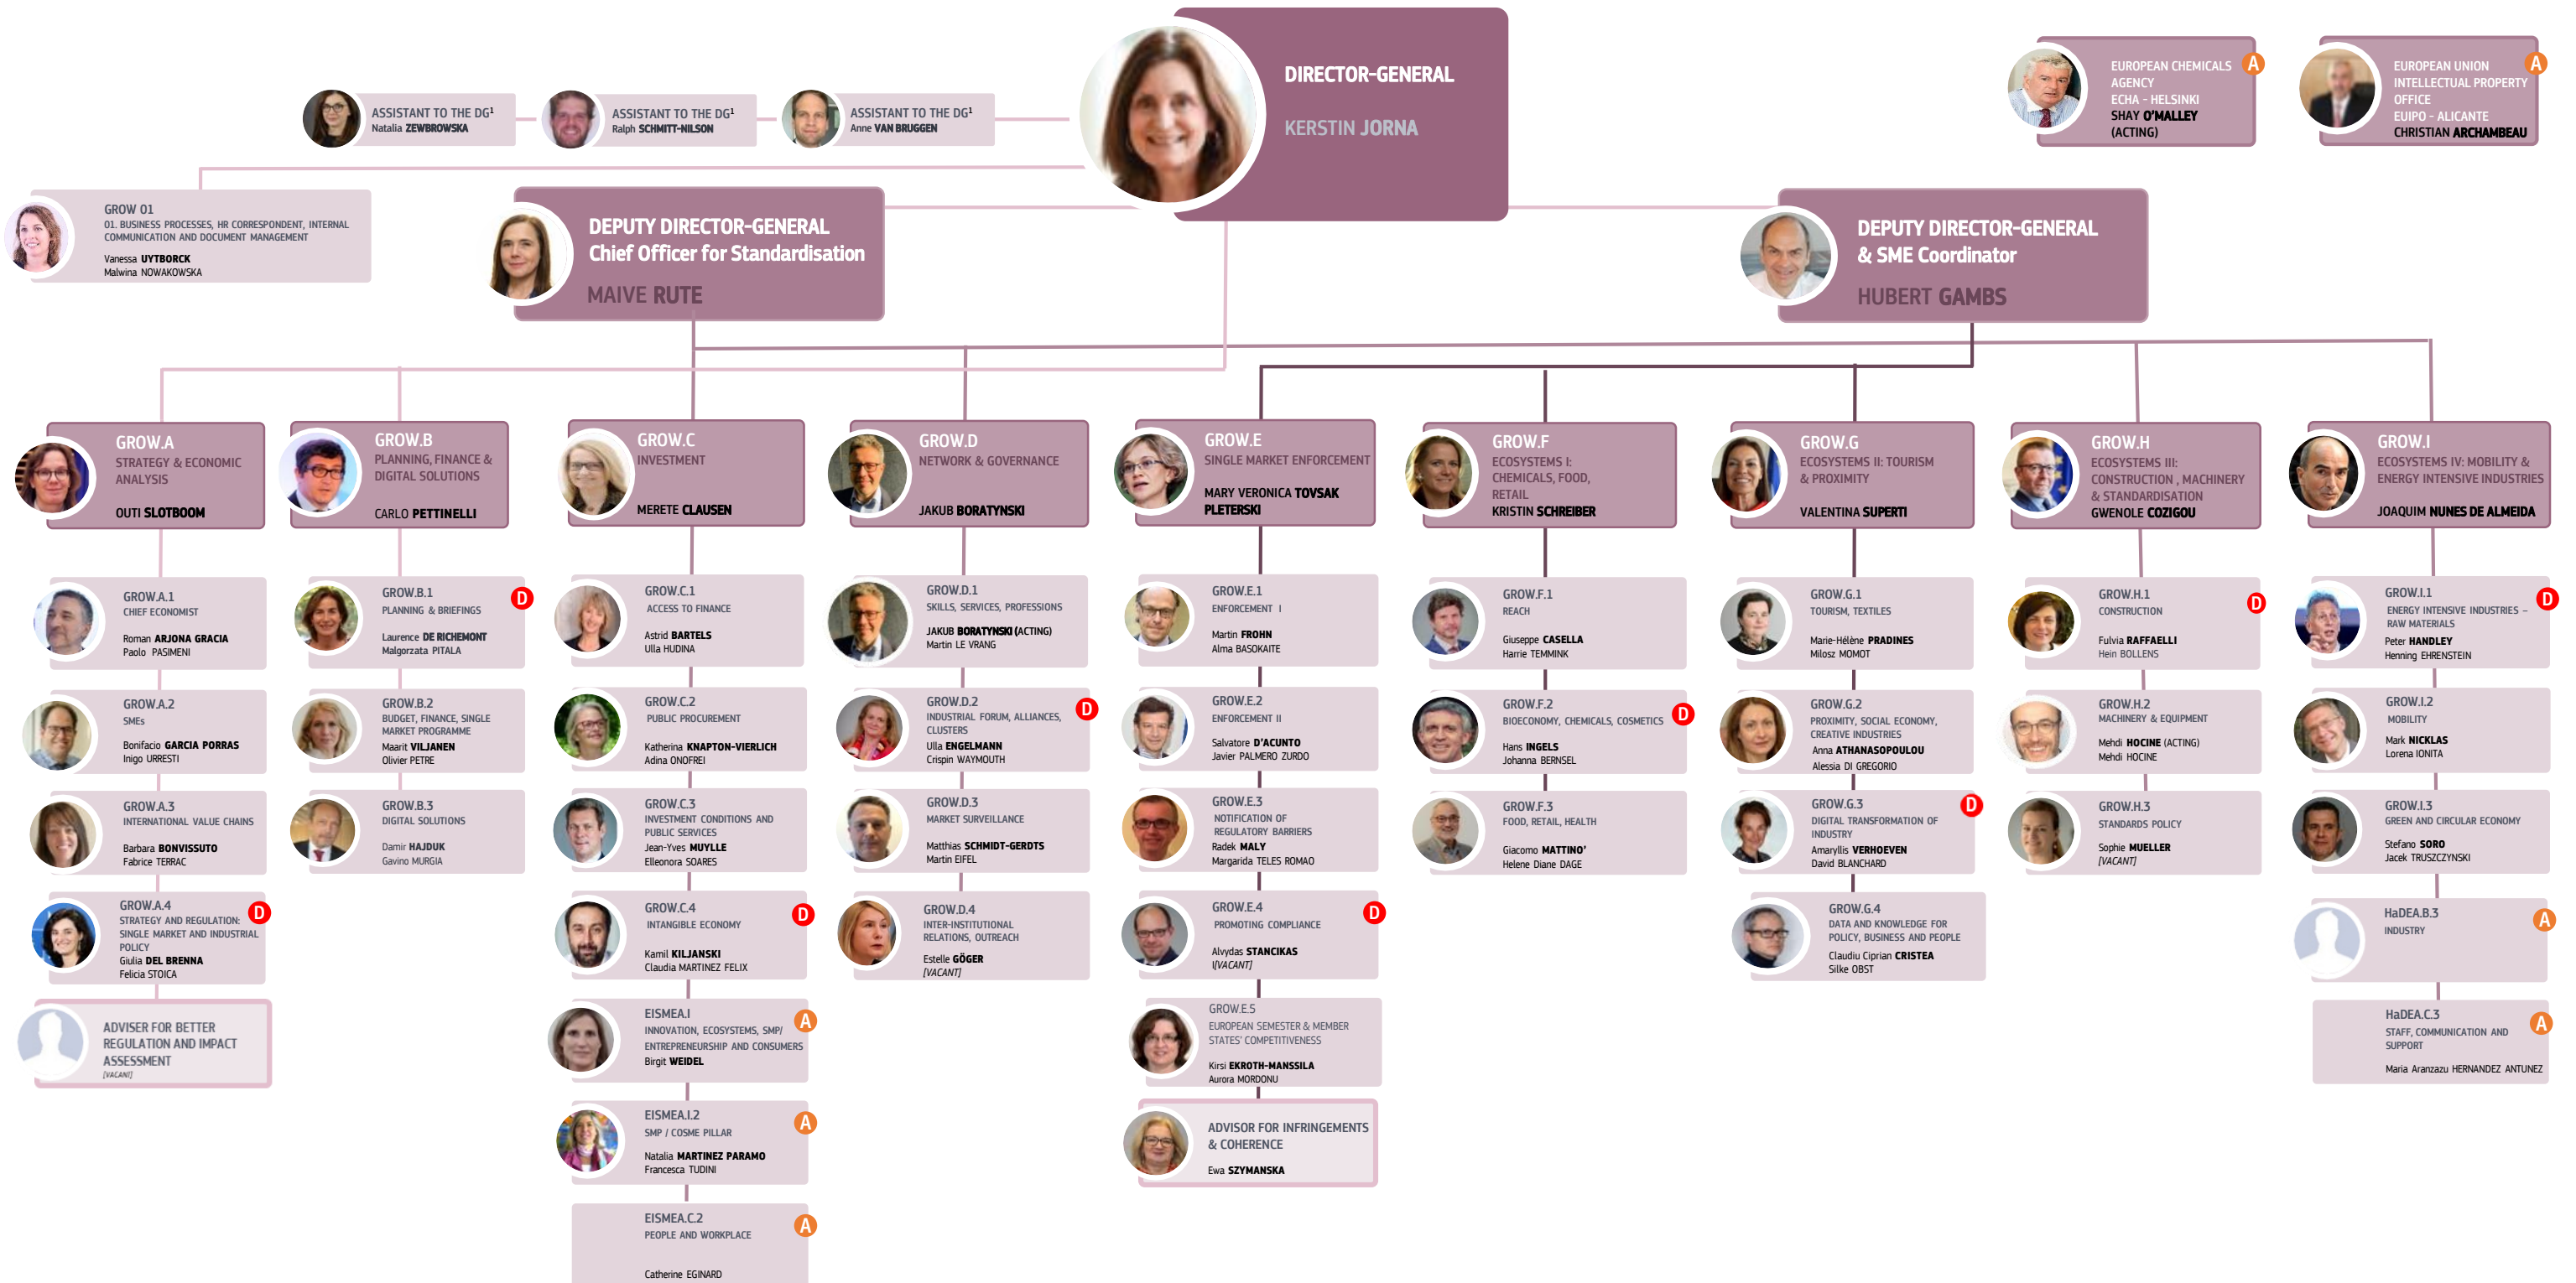 DIRECTOR-GENERAL
KERSTIN JORNA
ASSISTANT TO THE DG¹
Natalia ZEWBROWSKA
ASSISTANT TO THE DG¹
Ralph SCHMITT-NILSON
ASSISTANT TO THE DG¹
Anne VAN BRUGGEN
EUROPEAN CHEMICALS
AGENCY
ECHA - HELSINKI
SHAY O'MALLEY
(ACTING)
A
EUROPEAN UNION
INTELLECTUAL PROPERTY
OFFICE
EUIPO - ALICANTE
CHRISTIAN ARCHAMBEAU
A
GROW 01
01. BUSINESS PROCESSES, HR CORRESPONDENT, INTERNAL
COMMUNICATION AND DOCUMENT MANAGEMENT
Vanessa UYTBORCK
Malwina NOWAKOWSKA
DEPUTY DIRECTOR-GENERAL
Chief Officer for Standardisation
MAIVE RUTE
DEPUTY DIRECTOR-GENERAL
& SME Coordinator
HUBERT GAMBS
GROW.A
STRATEGY & ECONOMIC
ANALYSIS
OUTI SLOTBOOM
GROW.B
PLANNING, FINANCE &
DIGITAL SOLUTIONS
CARLO PETTINELLI
GROW.C
INVESTMENT
MERETE CLAUSEN
GROW.D
NETWORK & GOVERNANCE
JAKUB BORATYNSKI
GROW.E
SINGLE MARKET ENFORCEMENT
MARY VERONICA TOVSAK
PLETERSKI
GROW.F
ECOSYSTEMS I:
CHEMICALS, FOOD,
RETAIL
KRISTIN SCHREIBER
GROW.G
ECOSYSTEMS II: TOURISM
& PROXIMITY
VALENTINA SUPERTI
GROW.H
ECOSYSTEMS III:
CONSTRUCTION , MACHINERY
& STANDARDISATION
GWENOLE COZIGOU
GROW.I
ECOSYSTEMS IV: MOBILITY &
ENERGY INTENSIVE INDUSTRIES
JOAQUIM NUNES DE ALMEIDA
GROW.A.1
CHIEF ECONOMIST
Roman ARJONA GRACIA
Paolo PASIMENI
GROW.A.2
SMEs
Bonifacio GARCIA PORRAS
Inigo URRESTI
GROW.A.3
INTERNATIONAL VALUE CHAINS
Barbara BONVISSUTO
Fabrice TERRAC
GROW.A.4
STRATEGY AND REGULATION:
SINGLE MARKET AND INDUSTRIAL
POLICY
Giulia DEL BRENNA
Felicia STOICA
D
ADVISER FOR BETTER
REGULATION AND IMPACT
ASSESSMENT
[VACANT]
GROW.B.1
PLANNING & BRIEFINGS
Laurence DE RICHEMONT
Malgorzata PITALA
D
GROW.B.2
BUDGET, FINANCE, SINGLE
MARKET PROGRAMME
Maarit VILJANEN
Olivier PETRE
GROW.B.3
DIGITAL SOLUTIONS
Damir HAJDUK
Gavino MURGIA
GROW.C.1
ACCESS TO FINANCE
Astrid BARTELS
Ulla HUDINA
GROW.C.2
PUBLIC PROCUREMENT
Katherina KNAPTON-VIERLICH
Adina ONOFREI
GROW.C.3
INVESTMENT CONDITIONS AND
PUBLIC SERVICES
Jean-Yves MUYLLE
Elleonora SOARES
GROW.C.4
INTANGIBLE ECONOMY
Kamil KILJANSKI
Claudia MARTINEZ FELIX
D
EISMEA.I
INNOVATION, ECOSYSTEMS, SMP/
ENTREPRENEURSHIP AND CONSUMERS
Birgit WEIDEL
A
EISMEA.I.2
SMP / COSME PILLAR
Natalia MARTINEZ PARAMO
Francesca TUDINI
A
EISMEA.C.2
PEOPLE AND WORKPLACE
Catherine EGINARD
A
GROW.D.1
SKILLS, SERVICES, PROFESSIONS
JAKUB BORATYNSKI (ACTING)
Martin LE VRANG
GROW.D.2
INDUSTRIAL FORUM, ALLIANCES,
CLUSTERS
Ulla ENGELMANN
Crispin WAYMOUTH
D
GROW.D.3
MARKET SURVEILLANCE
Matthias SCHMIDT-GERDTS
Martin EIFEL
GROW.D.4
INTER-INSTITUTIONAL
RELATIONS, OUTREACH
Estelle GÖGER
[VACANT]
GROW.E.1
ENFORCEMENT I
Martin FROHN
Alma BASOKAITE
GROW.E.2
ENFORCEMENT II
Salvatore D'ACUNTO
Javier PALMERO ZURDO
GROW.E.3
NOTIFICATION OF
REGULATORY BARRIERS
Radek MALY
Margarida TELES ROMAO
GROW.E.4
PROMOTING COMPLIANCE
Alvydas STANCIKAS
\[VACANT]
D
GROW.E.5
EUROPEAN SEMESTER & MEMBER
STATES' COMPETITIVENESS
Kirsi EKROTH-MANSSILA
Aurora MORDONU
ADVISOR FOR INFRINGEMENTS
& COHERENCE
Ewa SZYMANSKA
GROW.F.1
REACH
Giuseppe CASELLA
Harrie TEMMINK
GROW.F.2
BIOECONOMY, CHEMICALS, COSMETICS
Hans INGELS
Johanna BERNSEL
D
GROW.F.3
FOOD, RETAIL, HEALTH
Giacomo MATTINO'
Helene Diane DAGE
GROW.G.1
TOURISM, TEXTILES
Marie-Hélène PRADINES
Milosz MOMOT
GROW.G.2
PROXIMITY, SOCIAL ECONOMY,
CREATIVE INDUSTRIES
Anna ATHANASOPOULOU
Alessia DI GREGORIO
GROW.G.3
DIGITAL TRANSFORMATION OF
INDUSTRY
Amaryllis VERHOEVEN
David BLANCHARD
D
GROW.G.4
DATA AND KNOWLEDGE FOR
POLICY, BUSINESS AND PEOPLE
Claudiu Ciprian CRISTEA
Silke OBST
GROW.H.1
CONSTRUCTION
Fulvia RAFFAELLI
Hein BOLLENS
D
GROW.H.2
MACHINERY & EQUIPMENT
Mehdi HOCINE (ACTING)
Mehdi HOCINE
GROW.H.3
STANDARDS POLICY
Sophie MUELLER
[VACANT]
GROW.I.1
ENERGY INTENSIVE INDUSTRIES –
RAW MATERIALS
Peter HANDLEY
Henning EHRENSTEIN
D
GROW.I.2
MOBILITY
Mark NICKLAS
Lorena IONITA
GROW.I.3
GREEN AND CIRCULAR ECONOMY
Stefano SORO
Jacek TRUSZCZYNSKI
HaDEA.B.3
INDUSTRY
A
HaDEA.C.3
STAFF, COMMUNICATION AND
SUPPORT
Maria Aranzazu HERNANDEZ ANTUNEZ
A